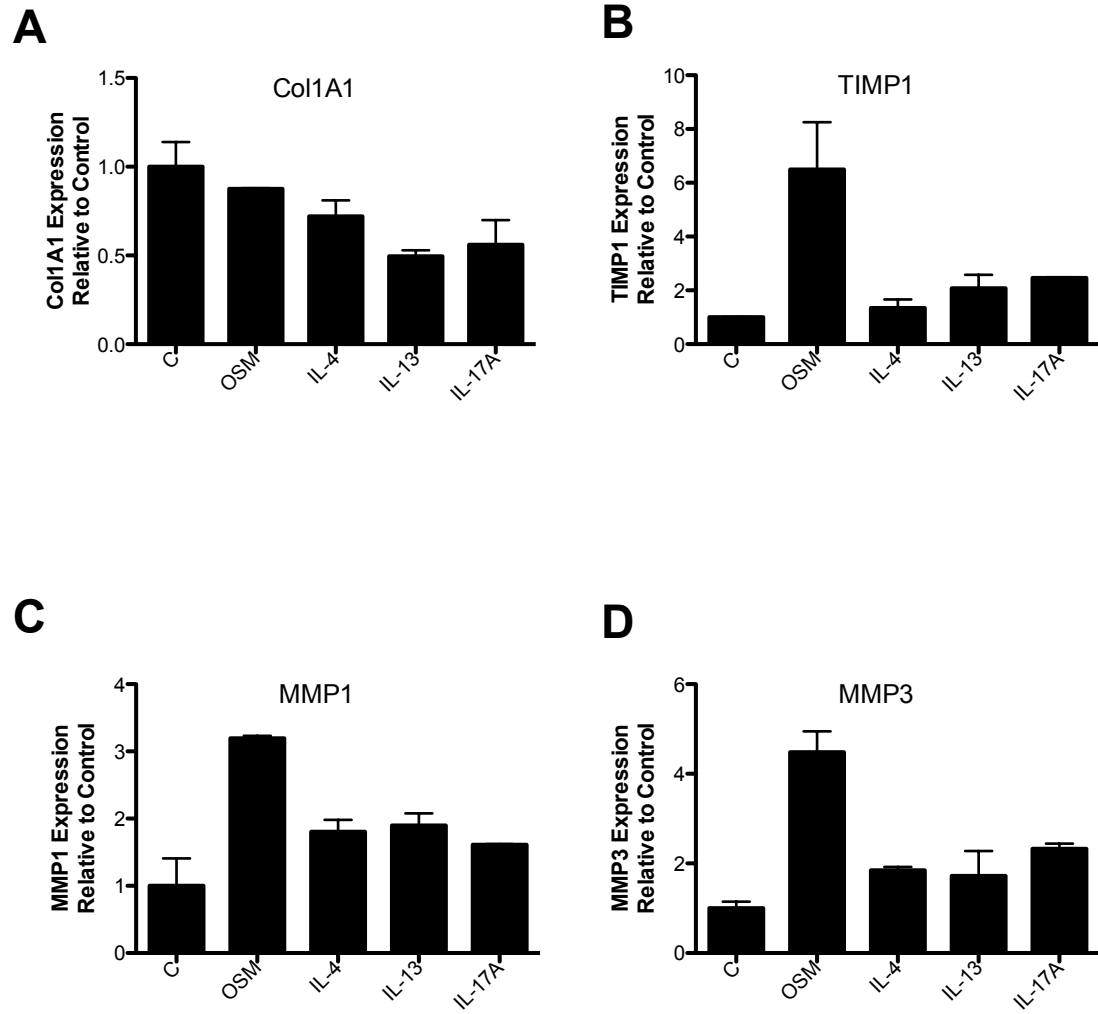 A
Col1A1
Col1A1 Expression
Relative to Control
1.5
1.0
0.5
0.0
C
OSM
IL-4
IL-13
IL-17A
B
TIMP1
TIMP1 Expression
Relative to Control
10
8
6
4
2
0
C
OSM
IL-4
IL-13
IL-17A
C
MMP1
MMP1 Expression
Relative to Control
4
3
2
1
0
C
OSM
IL-4
IL-13
IL-17A
D
MMP3
MMP3 Expression
Relative to Control
6
4
2
0
C
OSM
IL-4
IL-13
IL-17A